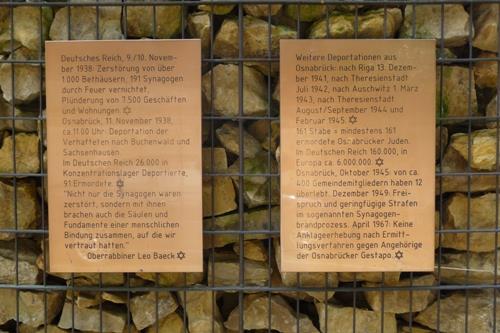 Deutsches Reich, 9./10. Novem-
ber 1938: Zerstörung von über
1 000 Bethäusern, 191 Synagogen
durch Feuer vernichtet.
Plünderung von 7.500 Geschäften
und Wohnungen. ✡
Osnabrück, 11. November 1938,
ca. 11.00 Uhr: Deportation der
Verhafteten nach Buchenwald und
Sachsenhausen.
Im Deutschen Reich 26.000 in
Konzentrationslager Deportierte,
91 Ermordete. ✡
"Nicht nur die Synagogen waren
zerstört, sondern mit ihnen
brachen auch die Säulen und
Fundamente einer menschlichen
Bindung zusammen, auf die wir
vertraut hatten."
Oberrabbiner Leo Baeck ✡
Weitere Deportationen aus
Osnabrück: nach Riga 13. Dezem-
ber 1941, nach Theresienstadt
Juli 1942, nach Auschwitz 1. März
1943, nach Theresienstadt
August/September 1944 und
Februar 1945. ✡
161 Stäbe = mindestens 161
ermordete Osnabrücker Juden.
Im Deutschen Reich 160.000, in
Europa ca. 6.000.000. ✡
Osnabrück, Oktober 1945: von ca.
400 Gemeindemitgliedern haben 12
überlebt. Dezember 1949: Frei-
spruch und geringfügige Strafen
im sogenannten Synagogen-
brandprozess. April 1967: Keine
Anklageerhebung nach Ermitt-
lungsverfahren gegen Angehörige
der Osnabrücker Gestapo. ✡